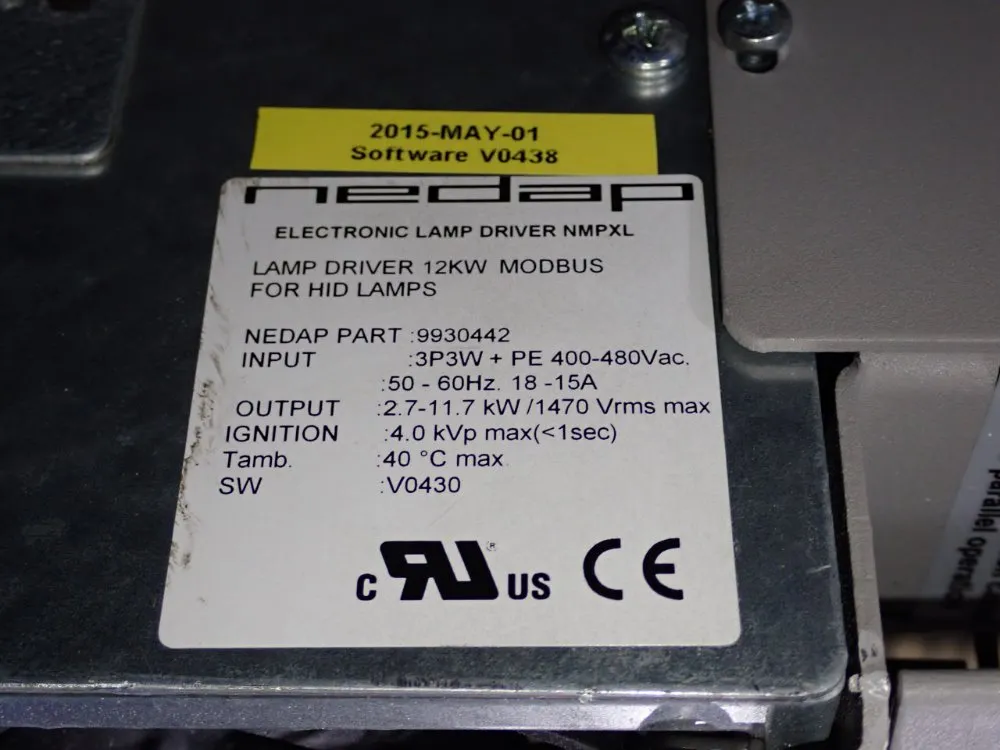 2015-MAY-01
Software V0438
nedap
ELECTRONIC LAMP DRIVER NMPXL
LAMP DRIVER 12KW MODBUS
FOR HID LAMPS
NEDAP PART :9930442
INPUT :3P3W + PE 400-480Vac.
:50 - 60Hz. 18 -15A
OUTPUT :2.7-11.7 kW /1470 Vrms max
IGNITION :4.0 kVp max(<1sec)
Tamb. :40 °C max
SW :V0430
c RU ® US CE
parallel